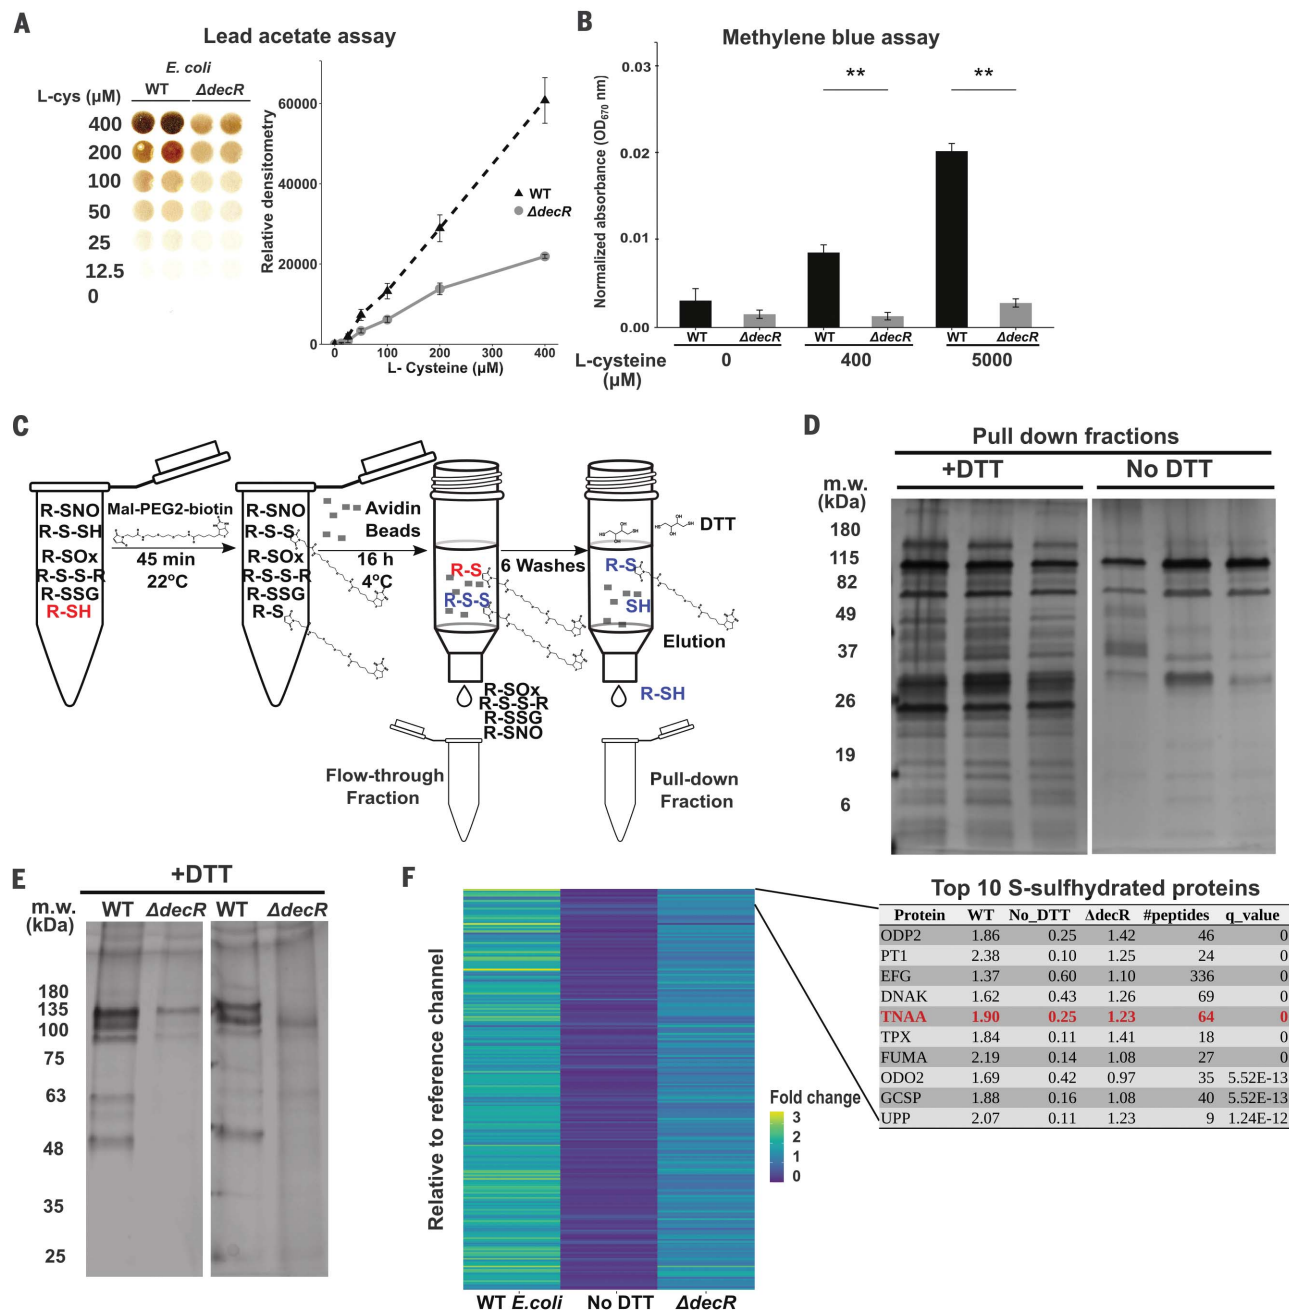 A
Lead acetate assay
E. coli
L-cys (µM)
WT
ΔdecR
400
200
100
50
25
12.5
0
Relative densitometry
60000
40000
20000
0
WT
ΔdecR
0
100
200
300
400
L- Cysteine (µM)
B
Methylene blue assay
Normalized absorbance (OD670 nm)
0.03
0.02
0.01
0.00
**
**
WT
ΔdecR
WT
ΔdecR
WT
ΔdecR
L-cysteine
(µM)
0
400
5000
C
R-SNO
R-S-SH
R-SOx
R-S-S-R
R-SSG
R-SH
Mal-PEG2-biotin
45 min
22ºC
R-SNO
R-S-S
R-SOx
R-S-S-R
R-SSG
R-S
Avidin
Beads
16 h
4ºC
R-S
R-S-S
6 Washes
R-SOx
R-S-S-R
R-SSG
R-SNO
Flow-through
Fraction
DTT
R-S
SH
Elution
R-SH
Pull-down
Fraction
D
Pull down fractions
+DTT
No DTT
m.w.
(kDa)
180
115
82
49
37
26
19
6
E
+DTT
m.w.
(kDa)
WT
ΔdecR
WT
ΔdecR
180
135
100
75
63
48
35
25
F
Relative to reference channel
WT E.coli
No DTT
ΔdecR
Fold change
3
2
1
0
Top 10 S-sulfhydrated proteins
Protein WT No_DTT ΔdecR #peptides q_value
ODP2 1.86 0.25 1.42 46 0
PT1 2.38 0.10 1.25 24 0
EFG 1.37 0.60 1.10 336 0
DNAK 1.62 0.43 1.26 69 0
TNAA 1.90 0.25 1.23 64 0
TPX 1.84 0.11 1.41 18 0
FUMA 2.19 0.14 1.08 27 0
ODO2 1.69 0.42 0.97 35 5.52E-13
GCSP 1.88 0.16 1.08 40 5.52E-13
UPP 2.07 0.11 1.23 9 1.24E-12